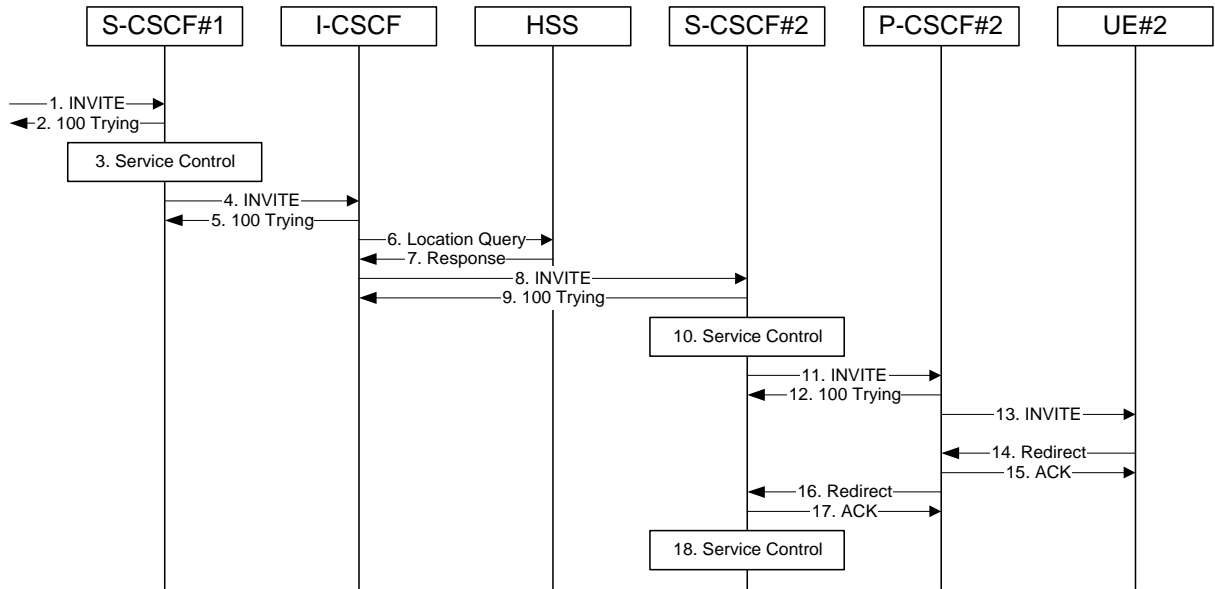 S-CSCF#1 I-CSCF HSS S-CSCF#2 P-CSCF#2 UE#2
1. INVITE
2. 100 Trying
3. Service Control
4. INVITE
5. 100 Trying
6. Location Query
7. Response
8. INVITE
9. 100 Trying
10. Service Control
11. INVITE
12. 100 Trying
13. INVITE
14. Redirect
15. ACK
16. Redirect
17. ACK
18. Service Control